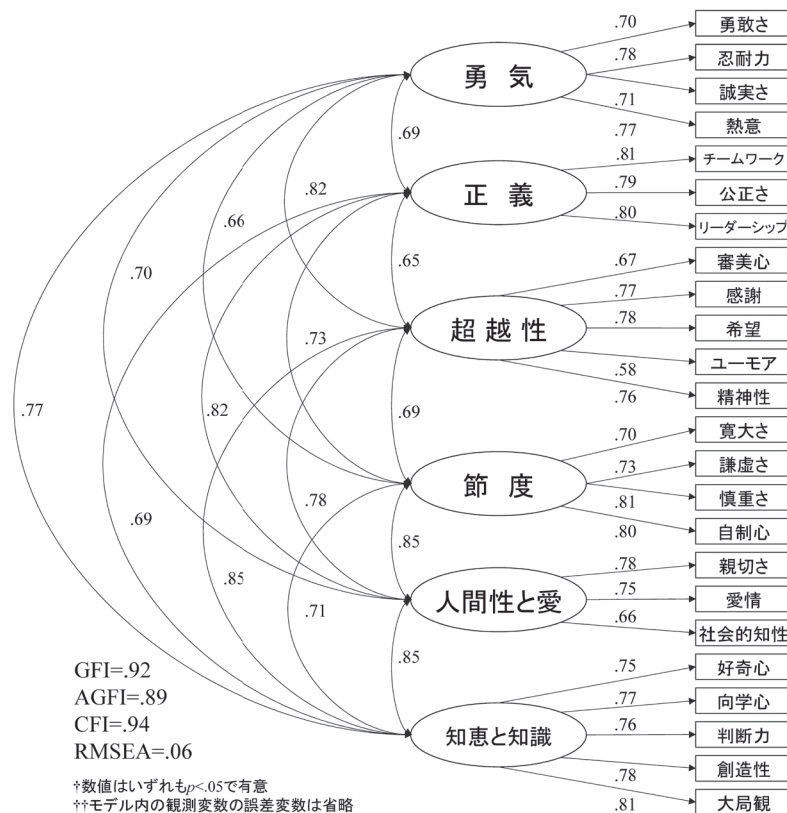 .70
勇敢さ
.78
忍耐力
勇 気
誠実さ
.71
熱意
.77
.69
.81
チームワーク
.82
正 義
.79
公正さ
.66
.80
リーダーシップ
.70
.65
.67
審美心
.77
感謝
超 越 性
.78
希望
.73
ユーモア
.58
.77
.82
.69
.76
精神性
.70
寛大さ
.73
謙虚さ
節 度
慎重さ
.78
.81
.69
.80
自制心
.85
.78
親切さ
.85
.71
人間性と愛
.75
愛情
.66
社会的知性
.85
.75
好奇心
GFI=.92
.77
向学心
AGFI=.89
知恵と知識
.76
判断力
CFI=.94
RMSEA=.06
創造性
.78
†数値はいずれもp<.05で有意
.81
大局観
††モデル内の観測変数の誤差変数は省略